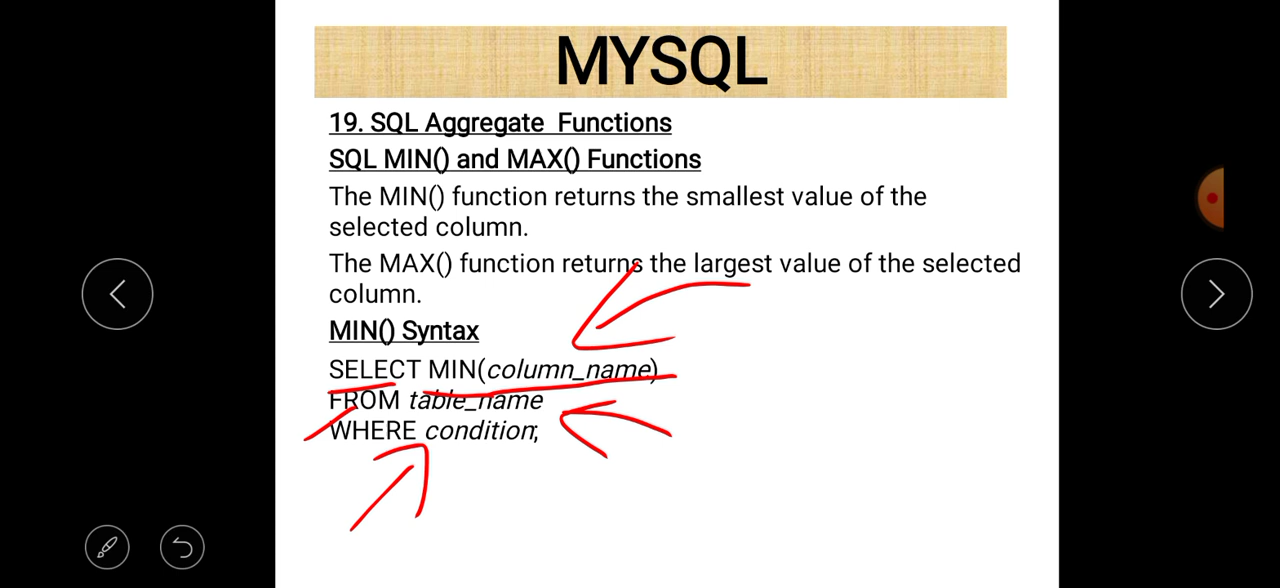 MYSQL
19. SQL Aggregate  Functions
SQL MIN() and MAX() Functions
The MIN() function returns the smallest value of the
selected column.
The MAX() function returns the largest value of the selected
column.
MIN() Syntax
SELECT MIN(column_name)
FROM table_name
WHERE condition;